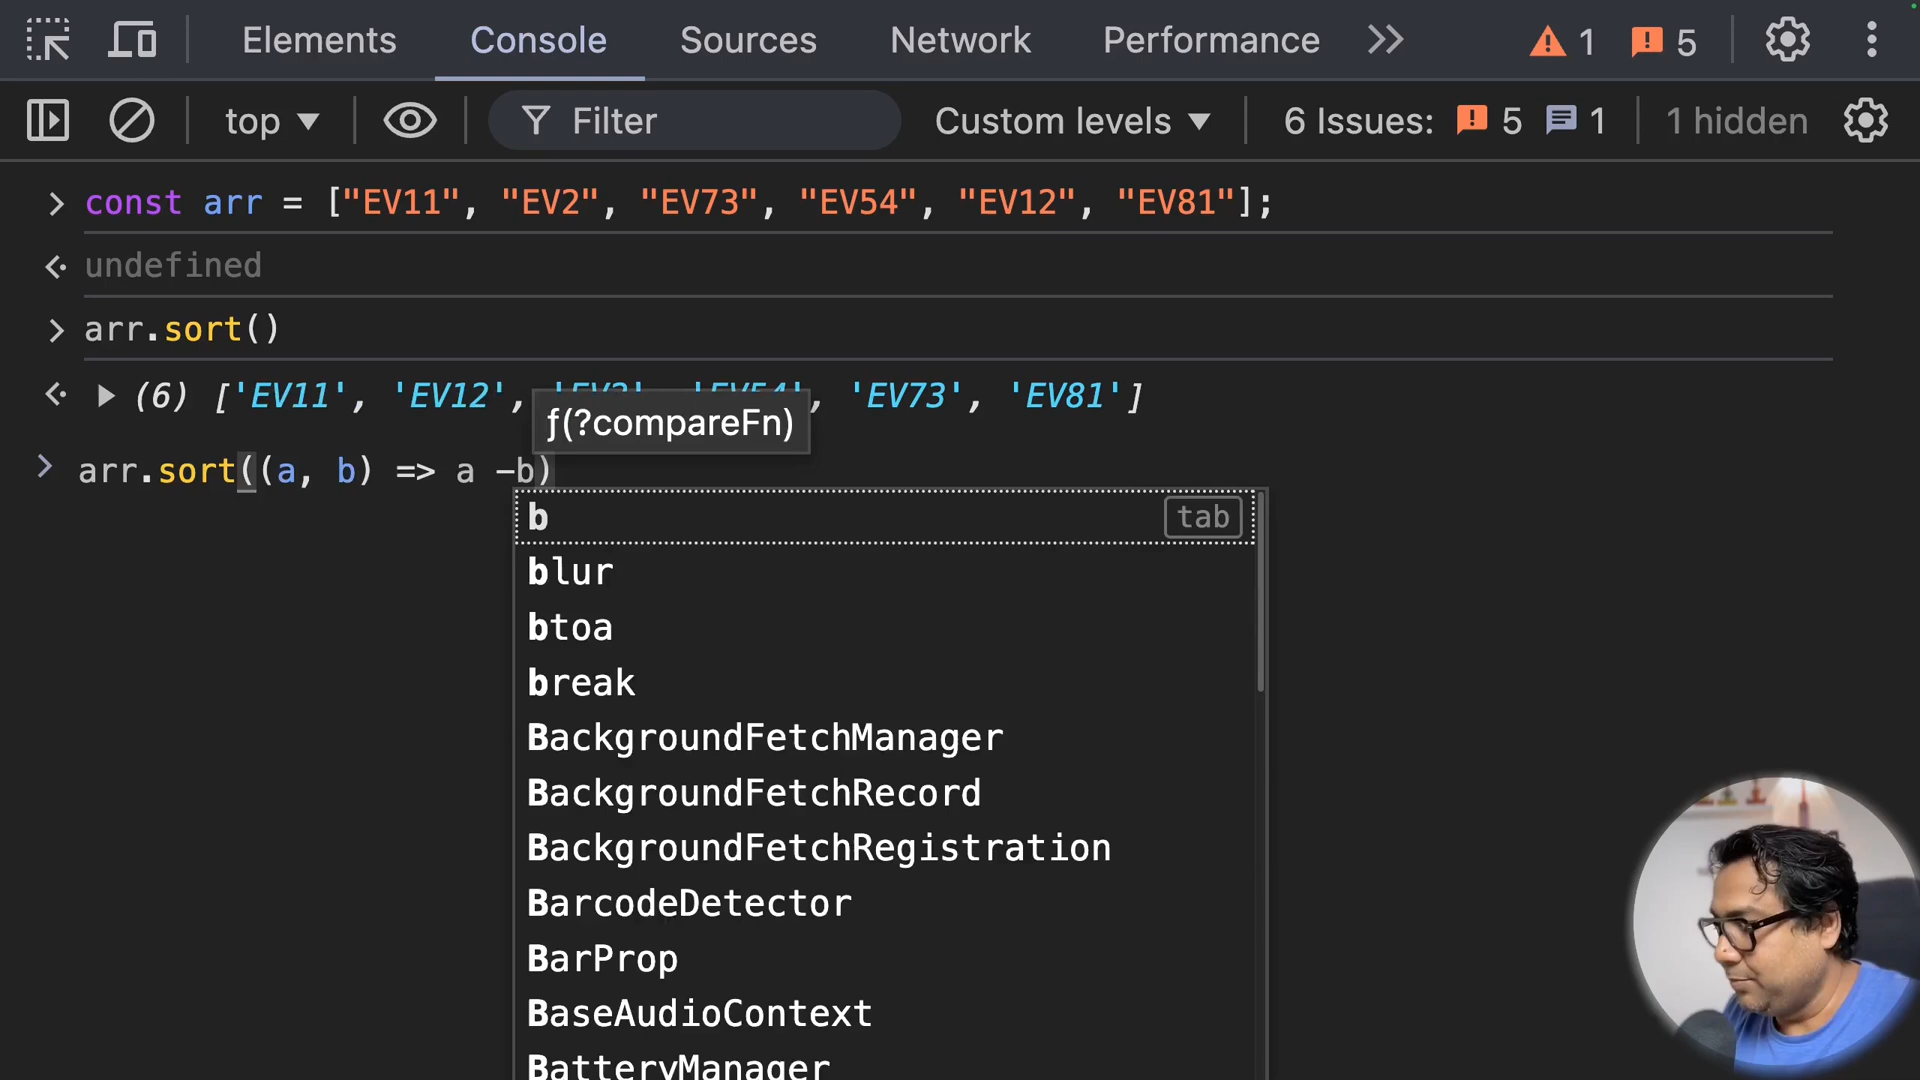 Elements Console Sources Network Performance 1 5
top Filter Custom levels 6 Issues: 5 1 1 hidden
const arr = ["EV11", "EV2", "EV73", "EV54", "EV12", "EV81"];
undefined
arr.sort()
(6) ['EV11', 'EV12', 'EV2', 'EV54', 'EV73', 'EV81']
ƒ(?compareFn)
arr.sort((a, b) => a -b)
b tab
blur
btoa
break
BackgroundFetchManager
BackgroundFetchRecord
BackgroundFetchRegistration
BarcodeDetector
BarProp
BaseAudioContext
BatteryManager